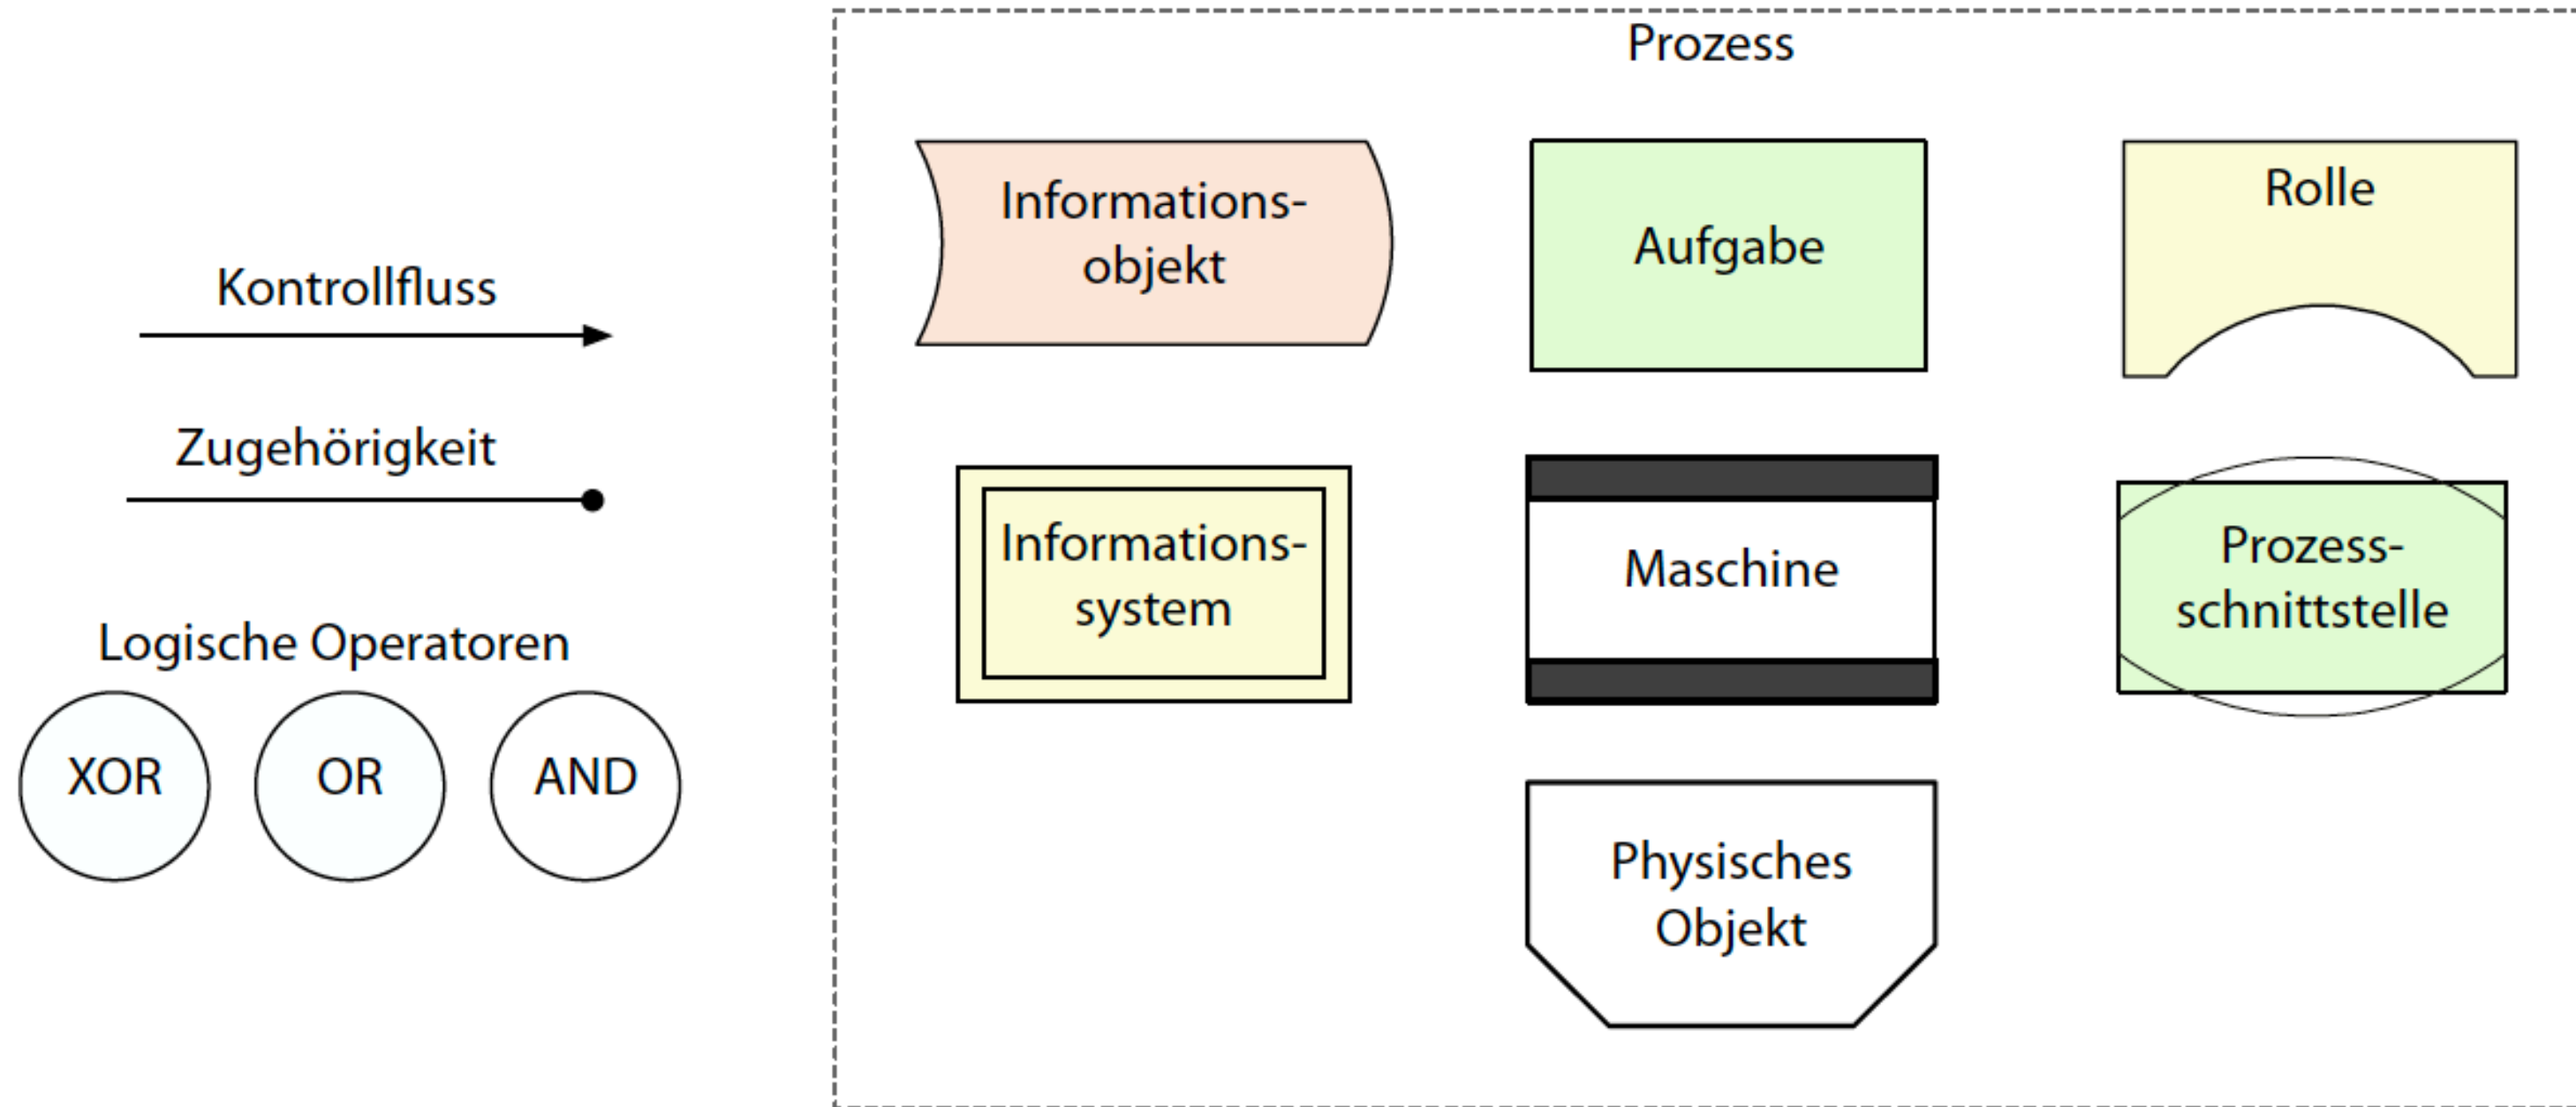 Prozess
Kontrollfluss
Zugehörigkeit
Logische Operatoren
XOR
OR
AND
Informations-
objekt
Aufgabe
Rolle
Informations-
system
Maschine
Prozess-
schnittstelle
Physisches
Objekt